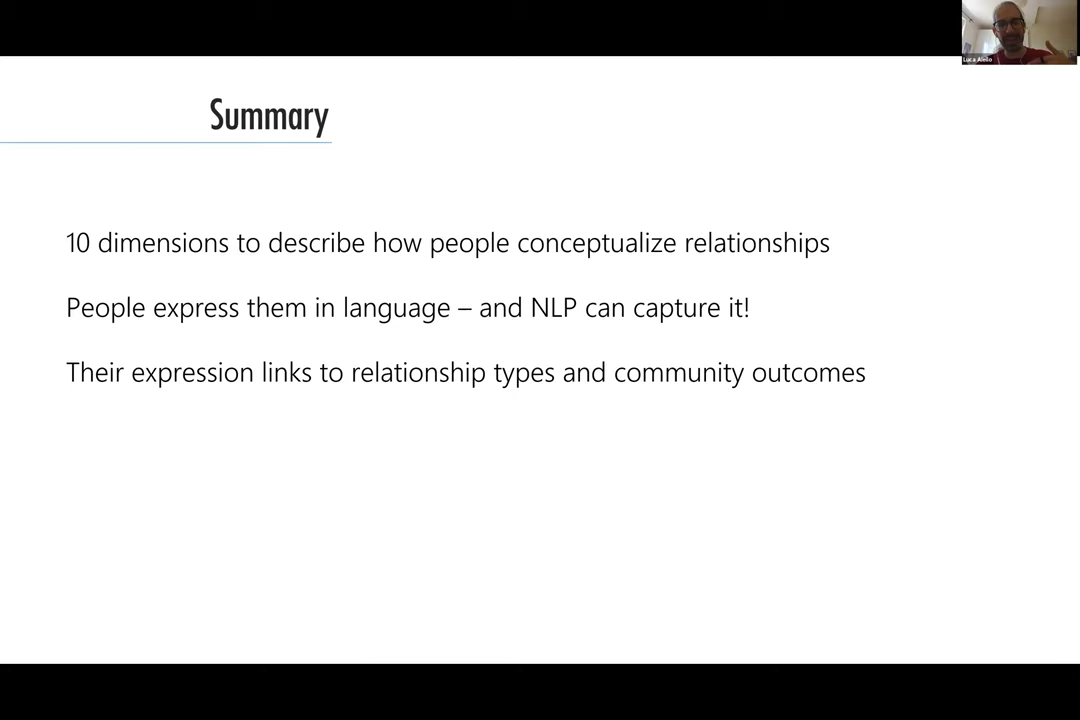 Luca Aiello
Summary
10 dimensions to describe how people conceptualize relationships
People express them in language – and NLP can capture it!
Their expression links to relationship types and community outcomes